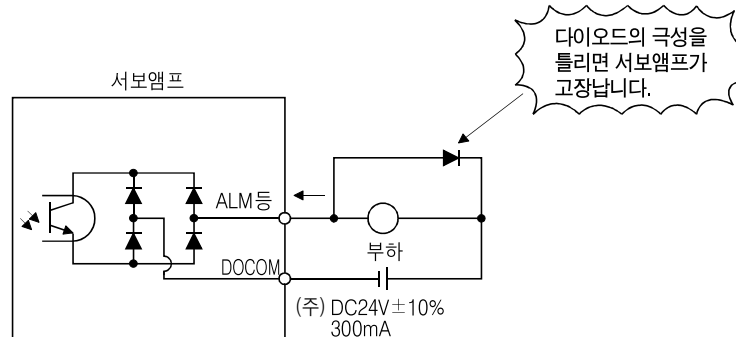 다이오드의 극성을
틀리면 서보앰프가
고장납니다.
서보앰프
ALM등
부하
DOCOM
(주) DC24V±10%
300mA